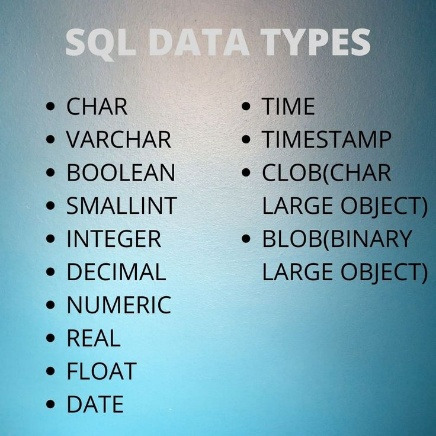 SQL DATA TYPES
• CHAR
• VARCHAR
• BOOLEAN
• SMALLINT
• INTEGER
• DECIMAL
• NUMERIC
• REAL
• FLOAT
• DATE
• TIME
• TIMESTAMP
• CLOB(CHAR
LARGE OBJECT)
• BLOB(BINARY
LARGE OBJECT)